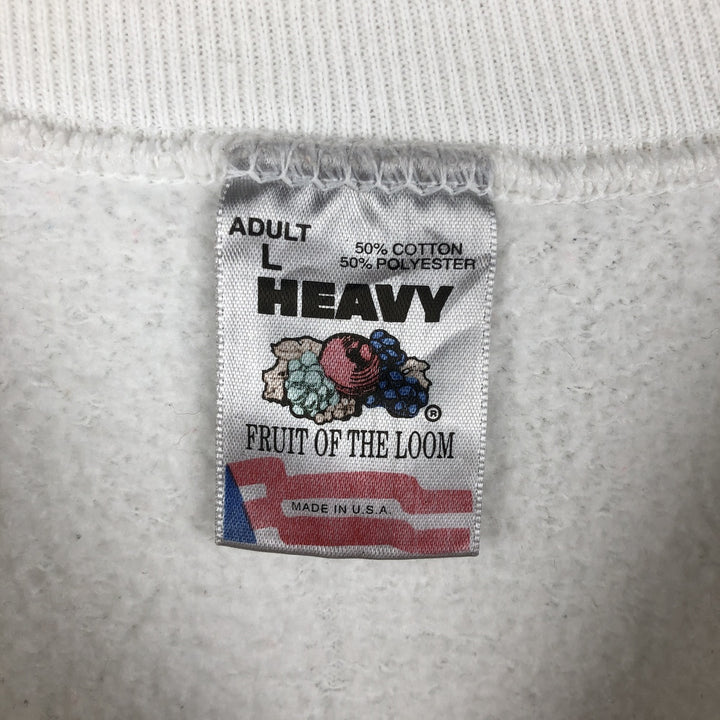 ADULT
L
50% COTTON
50% POLYESTER
HEAVY
®
FRUIT OF THE LOOM
MADE IN U.S.A.